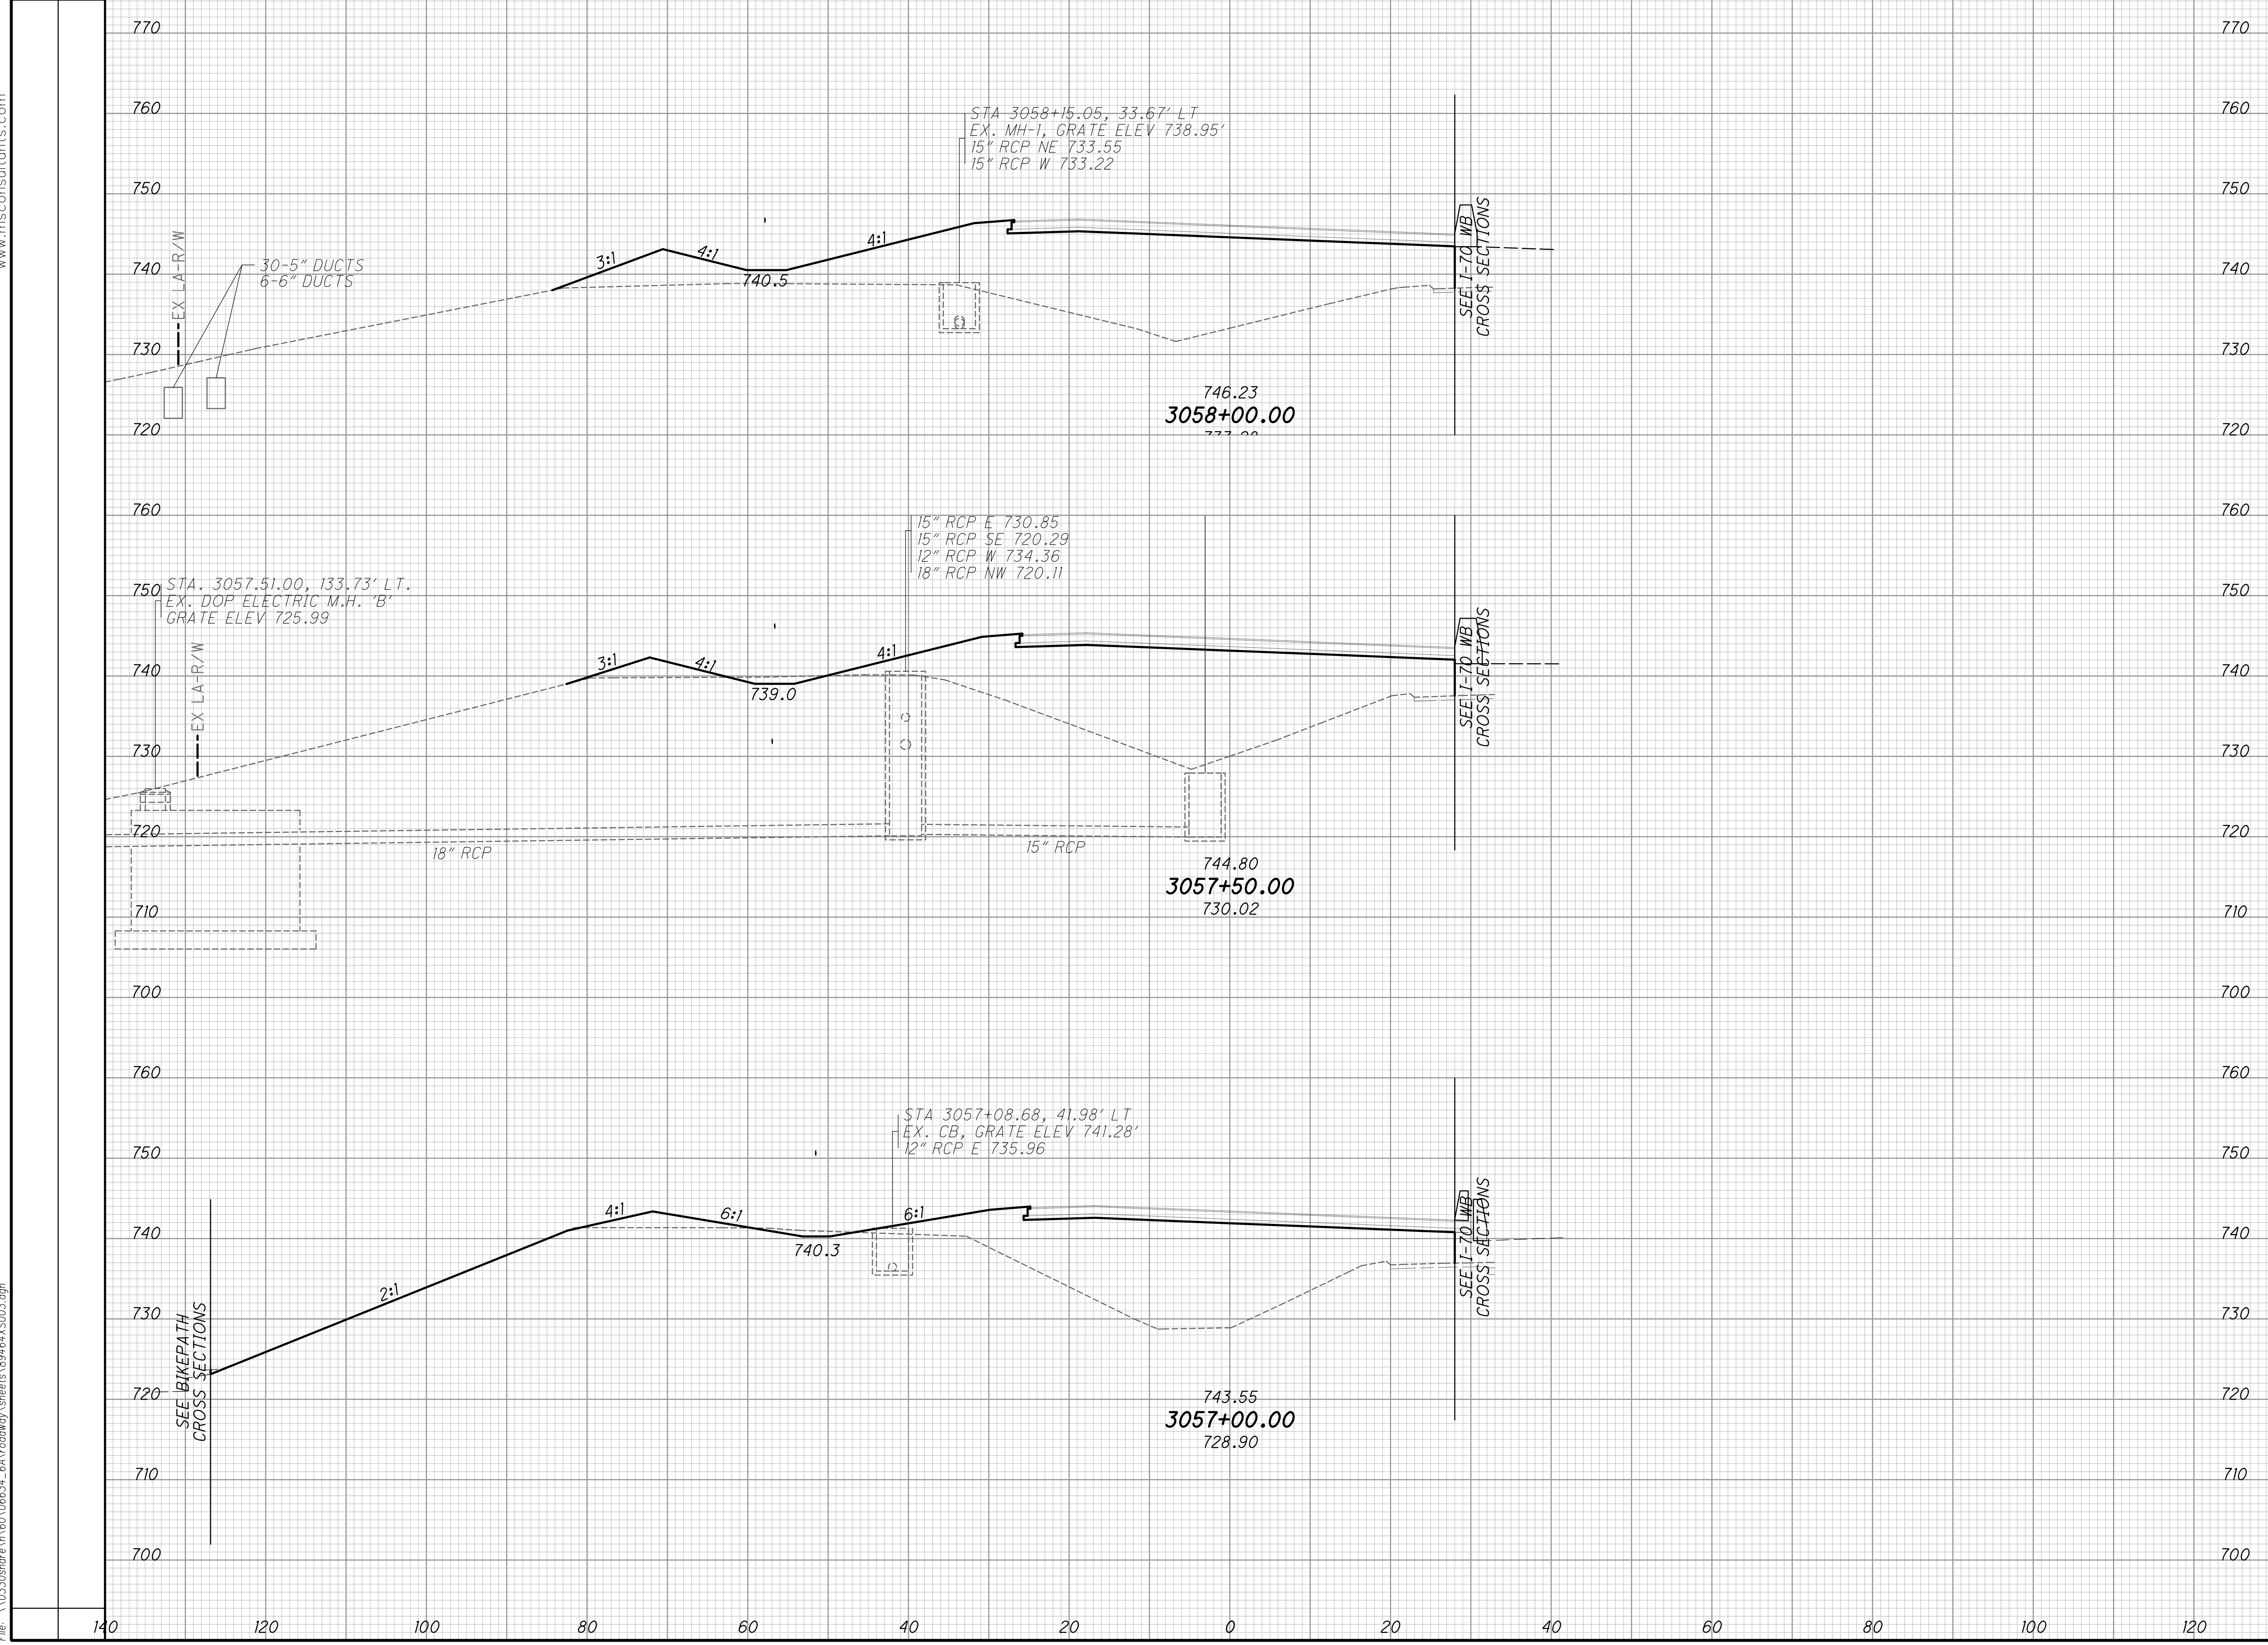 770
770
www.msconsultants.com
760
760
STA 3058+15.05, 33.67' LT
EX. MH-1, GRATE ELEV 738.95'
15" RCP NE 733.55
15" RCP W 733.22
750
750
EX LA-R/W
30-5" DUCTS
6-6" DUCTS
3:1
4:1
4:1
740
740.5
740
SEE I-70 WB
CROSS SECTIONS
730
730
746.23
3058+00.00
720
720
760
760
15" RCP E 730.85
15" RCP SE 720.29
12" RCP W 734.36
18" RCP NW 720.11
750
750
STA. 3057.51.00, 133.73' LT.
EX. DOP ELECTRIC M.H. 'B'
GRATE ELEV 725.99
EX LA-R/W
3:1
4:1
4:1
740
739.0
740
SEE I-70 WB
CROSS SECTIONS
730
730
720
720
18" RCP
15" RCP
744.80
3057+50.00
730.02
710
710
700
700
760
760
STA 3057+08.68, 41.98' LT
EX. CB, GRATE ELEV 741.28'
12" RCP E 735.96
750
750
4:1
6:1
6:1
740
740.3
740
SEE I-70 WB
CROSS SECTIONS
2:1
730
730
SEE BIKEPATH
CROSS SECTIONS
720
720
743.55
3057+00.00
728.90
710
710
700
700
140 120 100 80 60 40 20 0 20 40 60 80 100 120